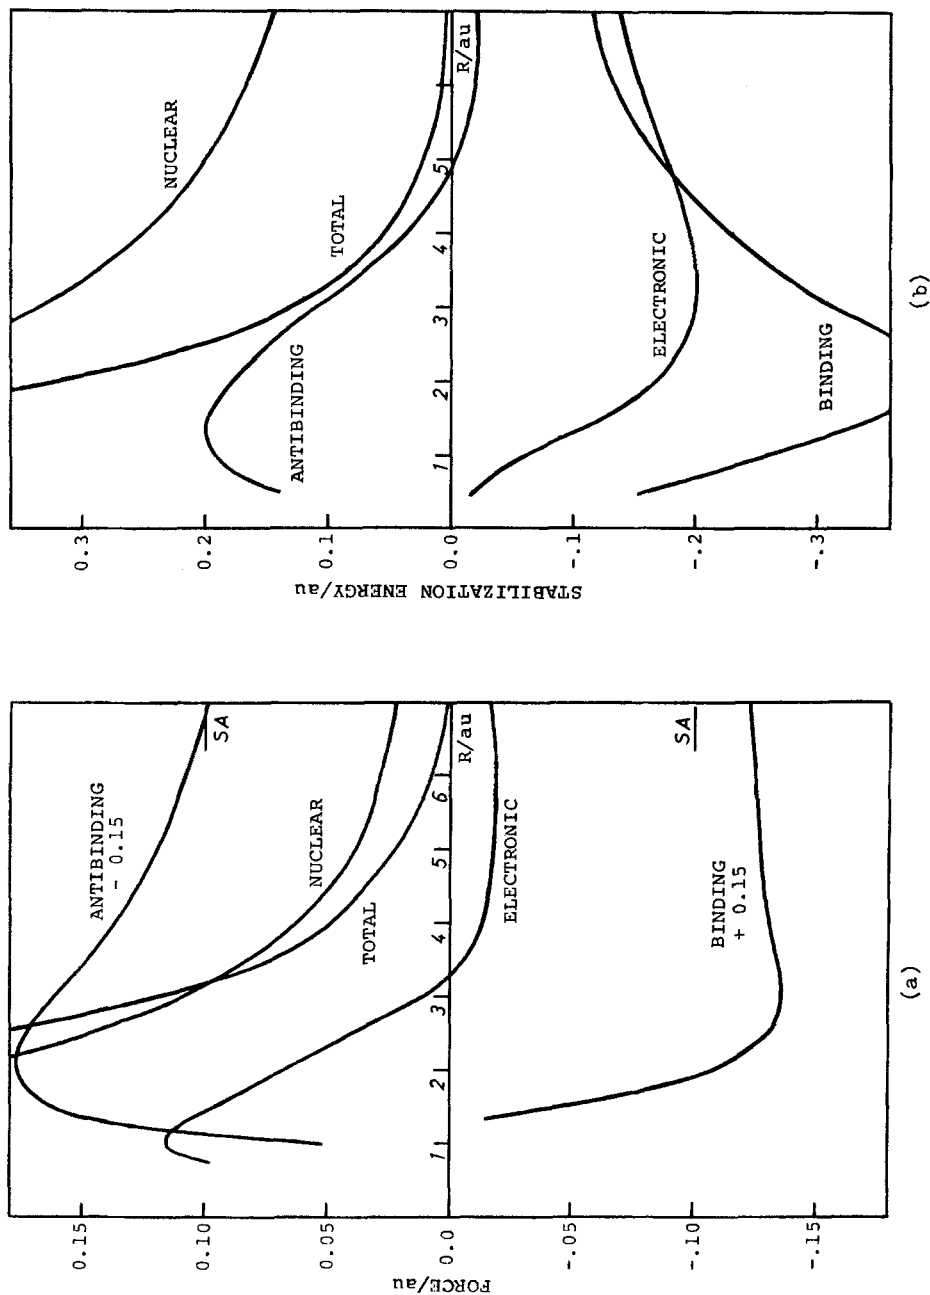 STABILIZATION ENERGY/au
0.3
0.2
0.1
0.0
-.1
-.2
-.3
1
2
3
4
5
R/au
NUCLEAR
TOTAL
ANTIBINDING
ELECTRONIC
BINDING
(b)
FORCE/au
0.15
0.10
0.05
0.0
-.05
-.10
-.15
1
2
3
4
5
6
R/au
ANTIBINDING
- 0.15
SA
NUCLEAR
TOTAL
ELECTRONIC
SA
BINDING
+ 0.15
(a)